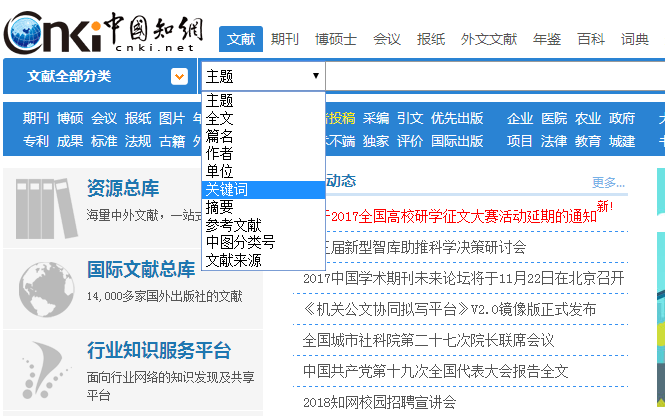 Cnki 中國知網
cnki.net
文献 期刊 博硕士 会议 报纸 外文文献 年鉴 百科 词典
文献全部分类 主题
主题
全文
篇名
作者
单位
关键词
摘要
参考文献
中图分类号
文献来源
期刊 博硕 会议 报纸 图片 投稿 采编 引文 优先出版 企业 医院 农业 政府
专利 成果 标准 法规 古籍 不端 独家 评价 国际出版 项目 法律 教育 城建
资源总库
海量中外文献,一站式
国际文献总库
14,000多家国外出版社的文献
行业知识服务平台
面向行业网络的知识发现及共享
平台
动态 更多...
2017全国高校研学征文大赛活动延期的通知 新!
三届新型智库助推科学决策研讨会
2017中国学术期刊未来论坛将于11月22日在北京召开
《机关公文协同拟写平台》V2.0镜像版正式发布
全国城市社科院第二十七次院长联席会议
中国共产党第十九次全国代表大会报告全文
2018知网校园招聘宣讲会